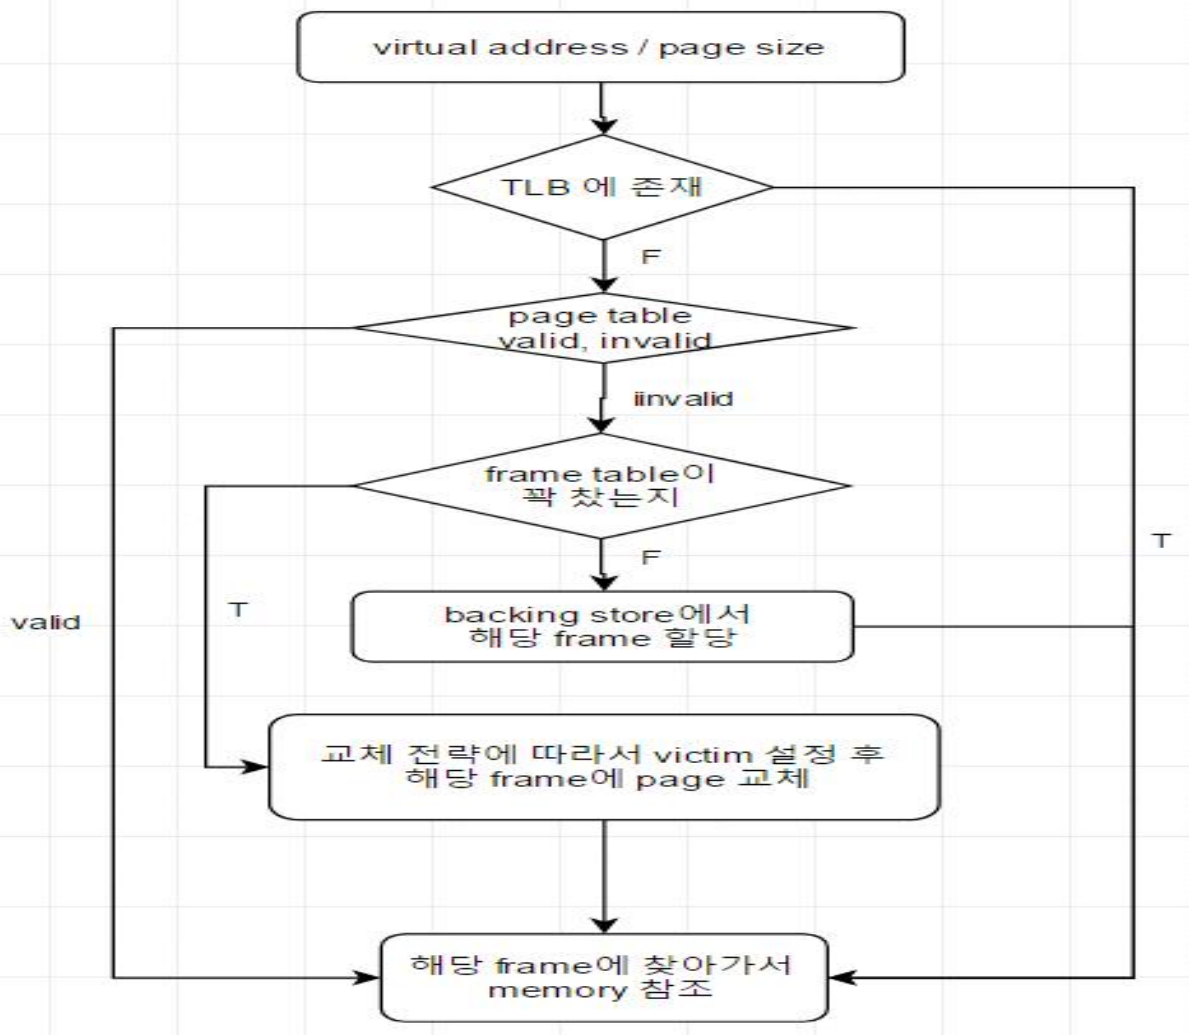 virtual address / page size
TLB 에 존재
F
page table
valid, invalid
iinvalid
frame table이
꽉 찼는지
F
T
T
valid
backing store에서
해당 frame 할당
교체 전략에 따라서 victim 설정 후
해당 frame에 page 교체
해당 frame에 찾아가서
memory 참조